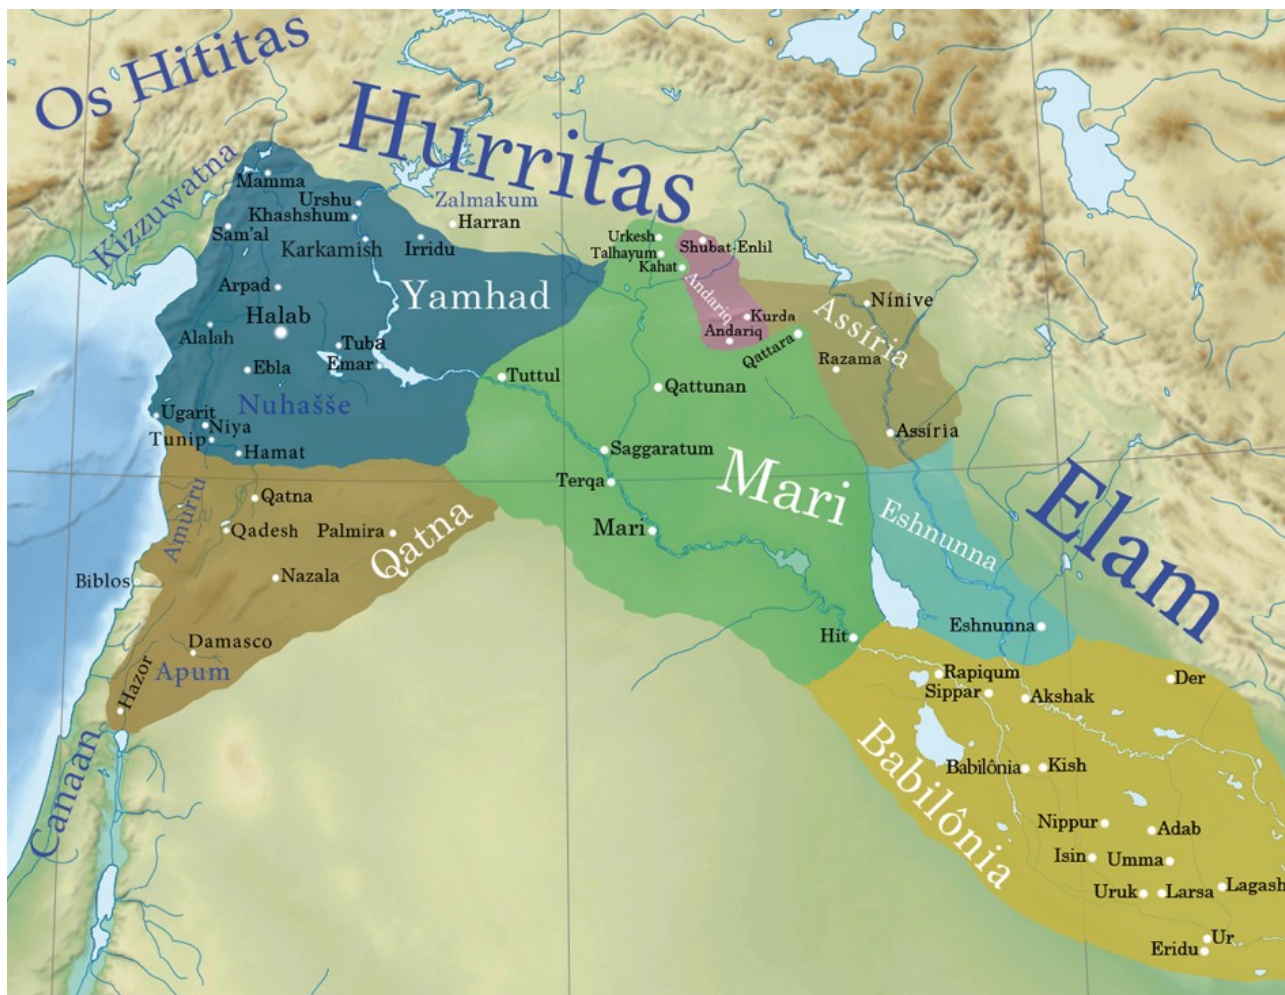 Os Hititas
Hurritas
Kizzuwatna
Mamma
Urshu
Khashshum
Zalmakum
Harran
Sam'al
Karkamish
Irridu
Urkesh
Talhayum
Kahat
Shubat-Enlil
Arpad
Yamhad
Andariq
Halab
Alalah
Tuba
Emar
Ebla
Kurda
Andariq
Qattara
Nínive
Assíria
Razama
Nuhašše
Tuttul
Qattunan
Ugarit
Niya
Tunip
Hamat
Assíria
Saggaratum
Terqa
Mari
Mari
Qatna
Qadesh
Palmira
Qatna
Amurru
Biblos
Nazala
Eshnunna
Elam
Damasco
Apum
Hazor
Canaan
Hit
Eshnunna
Rapiqum
Sippar
Akshak
Der
Babilônia
Babilônia
Kish
Nippur
Adab
Isin
Umma
Uruk
Larsa
Lagash
Ur
Eridu